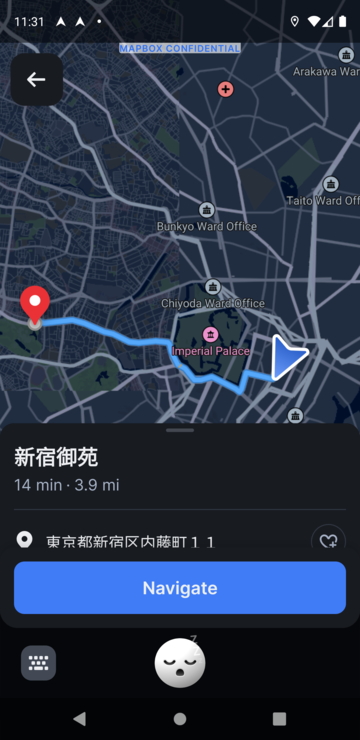 11:31
MAPBOX CONFIDENTIAL
Arakawa War
Taito Ward Off
Bunkyo Ward Office
Chiyoda Ward Office
Imperial Palace
新宿御苑
14 min · 3.9 mi
東京都新宿区内藤町１１
Navigate
z